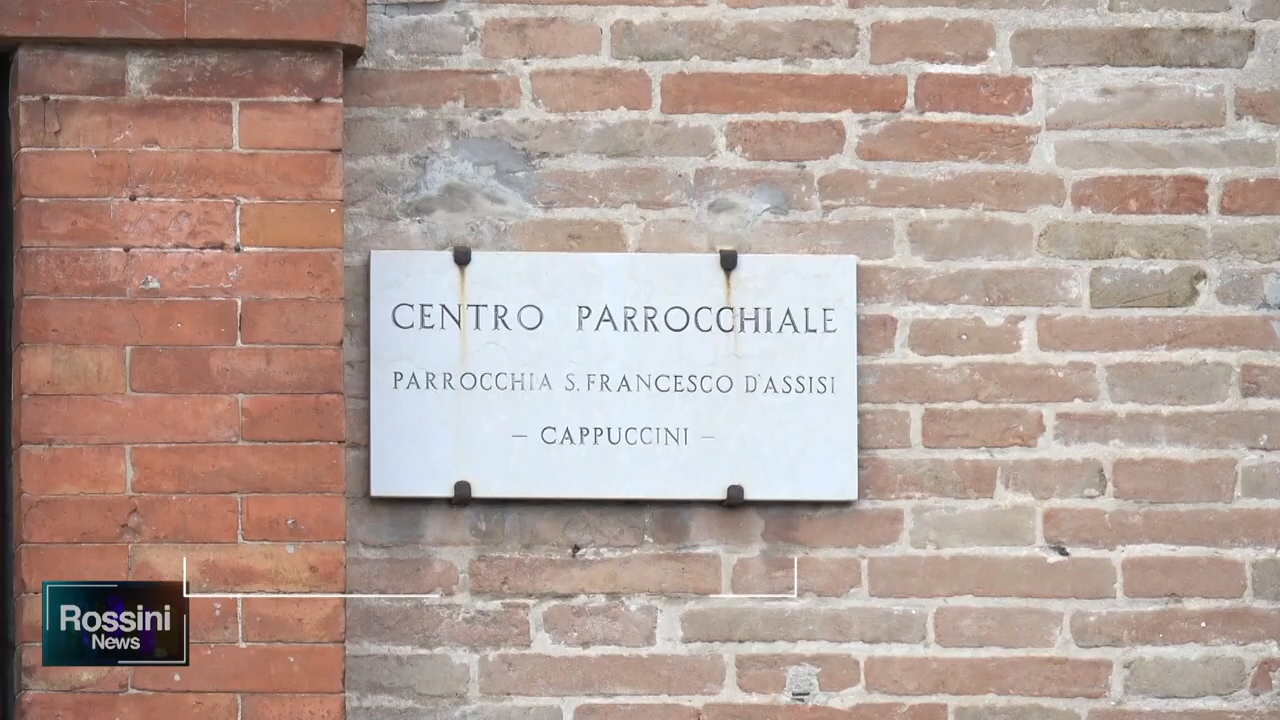 CENTRO PARROCCHIALE
PARROCCHIA S. FRANCESCO D'ASSISI
– CAPPUCCINI –
Rossini
News